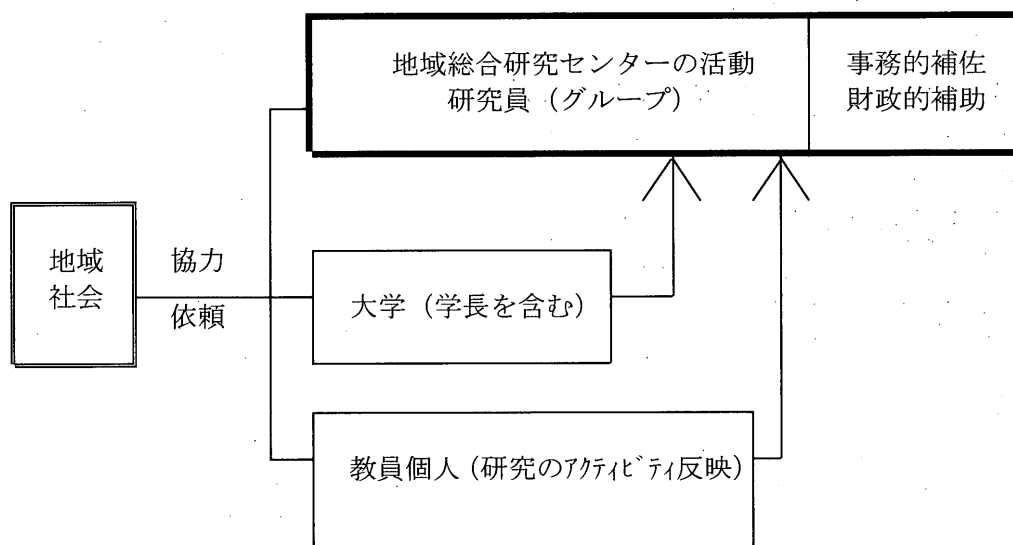 地域総合研究センターの活動
研究員（グループ）
事務的補佐
財政的補助
地域
社会
協力
依頼
大学（学長を含む）
教員個人（研究のｱｸﾃｨﾋﾞﾃｨ反映）